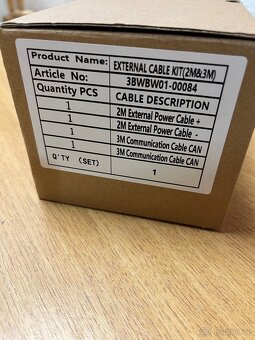 Product Name: EXTERNAL CABLE KIT(2M&3M)
Article No: 3BWBW01-00084
Quantity PCS CABLE DESCRIPTION
1 2M External Power Cable +
1 2M External Power Cable -
1 3M Communication Cable CAN
1 3M Communication Cable CAN
Q'TY (SET) 1